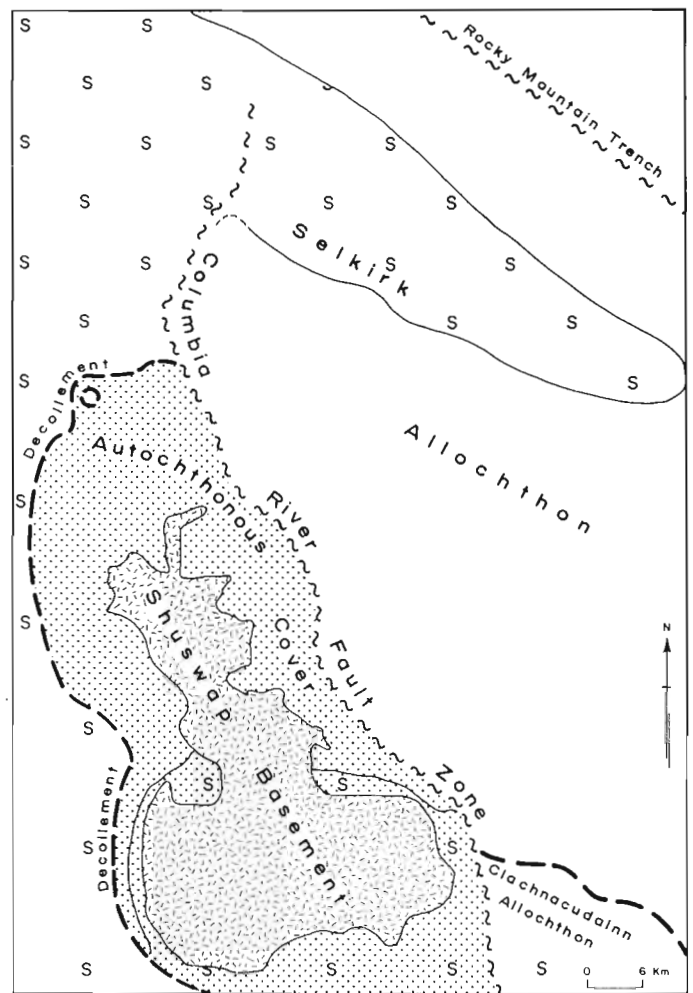 S S
Rocky Mountain Trench
S S
S S S
S S S S
Selkirk
S S S S
S S S
S S
Columbia
River
Fault
Zone
Decollement
Allochthon
Autochthonous
Cover
S
S
Shuswap
Basement
N
S
S S
Decollement
S S
Clachnacudainn
Allochthon
S S S S S
0 6 Km